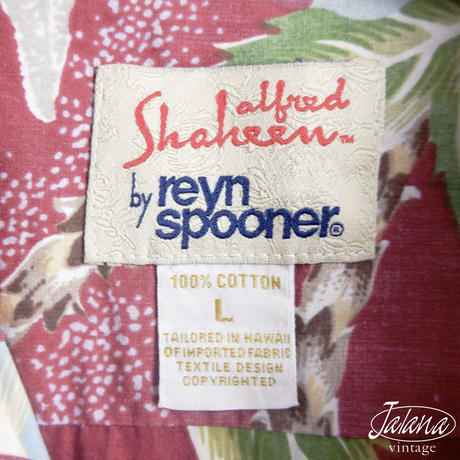 alfred
Shaheen™
by reyn
spooner®
100% COTTON
L
TAILORED IN HAWAII
OF IMPORTED FABRIC
TEXTILE DESIGN
COPYRIGHTED
Jalana
vintage